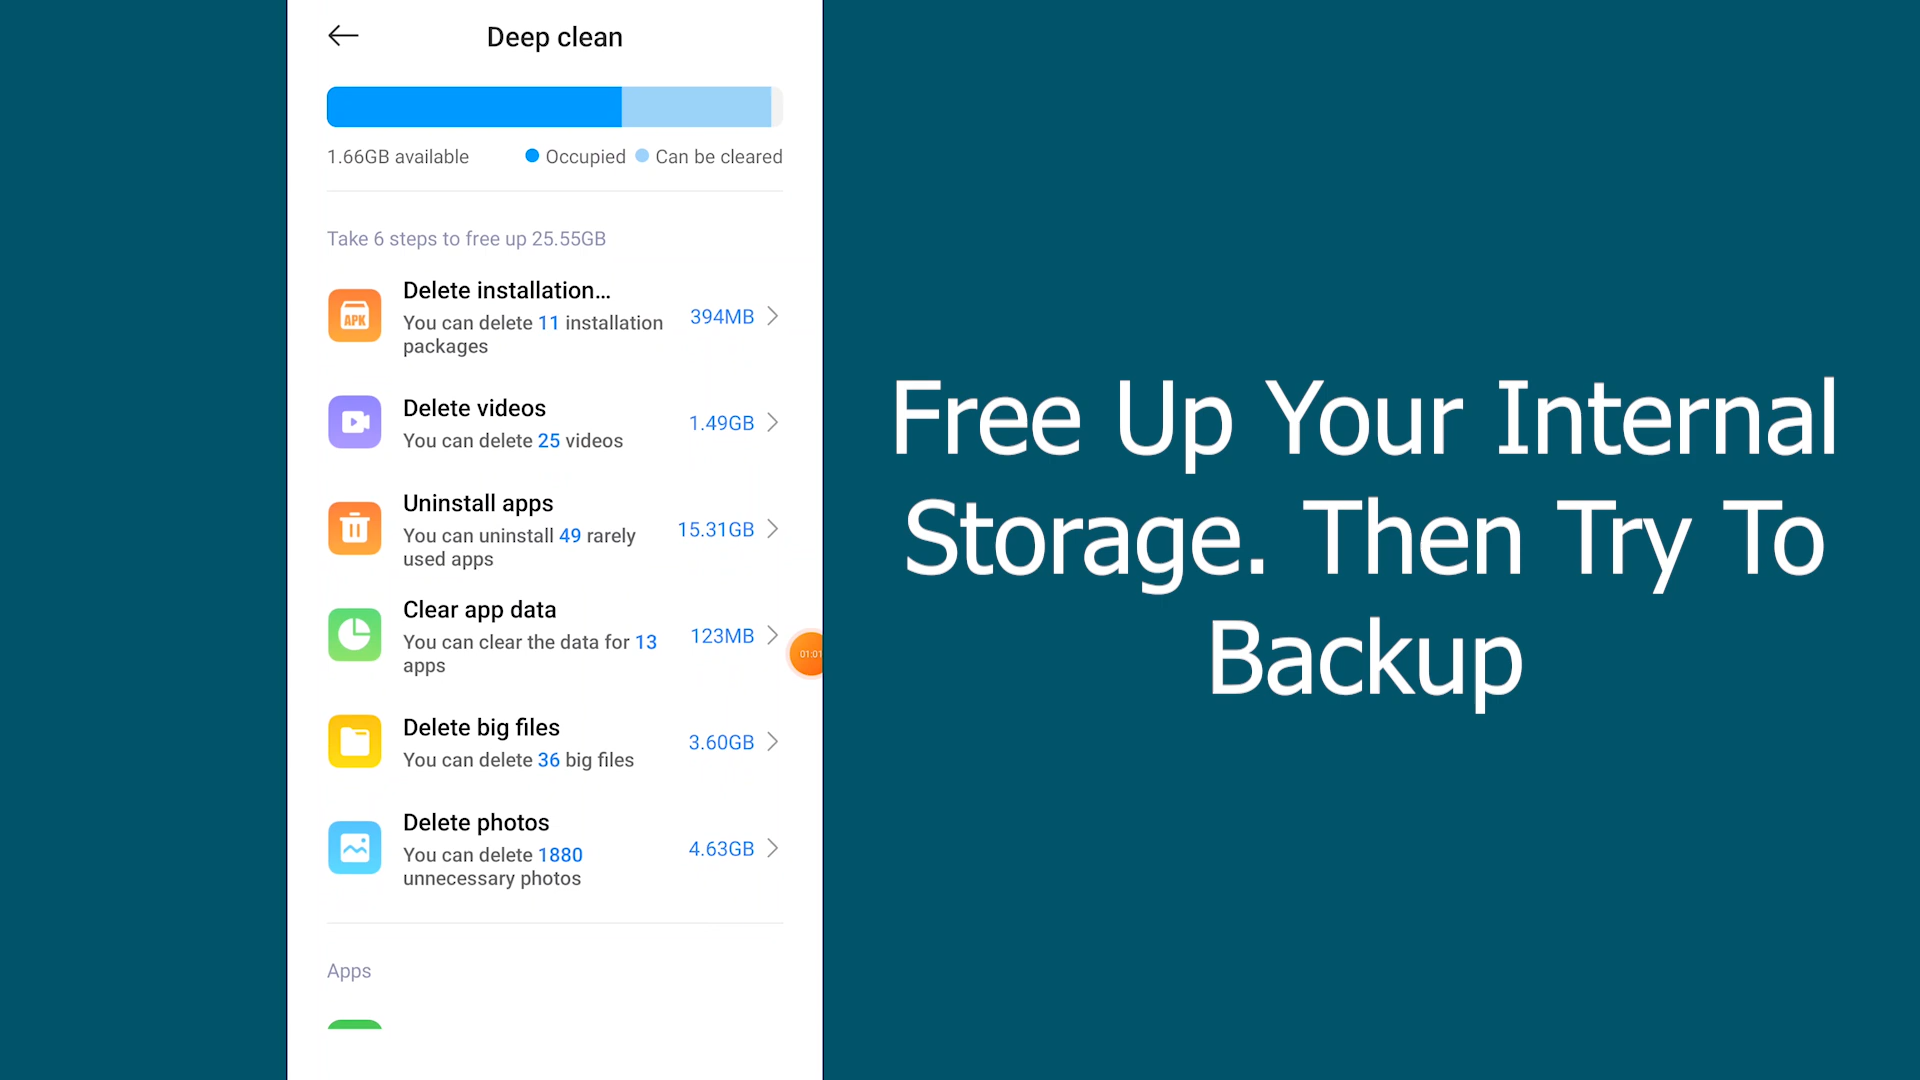 Deep clean
1.66GB available
Occupied
Can be cleared
Take 6 steps to free up 25.55GB
Delete installation...
You can delete 11 installation
packages
394MB
APK
Delete videos
You can delete 25 videos
1.49GB
Uninstall apps
You can uninstall 49 rarely
used apps
15.31GB
Clear app data
You can clear the data for 13
apps
123MB
01:01
Delete big files
You can delete 36 big files
3.60GB
Delete photos
You can delete 1880
unnecessary photos
4.63GB
Apps
Free Up Your Internal
Storage. Then Try To
Backup